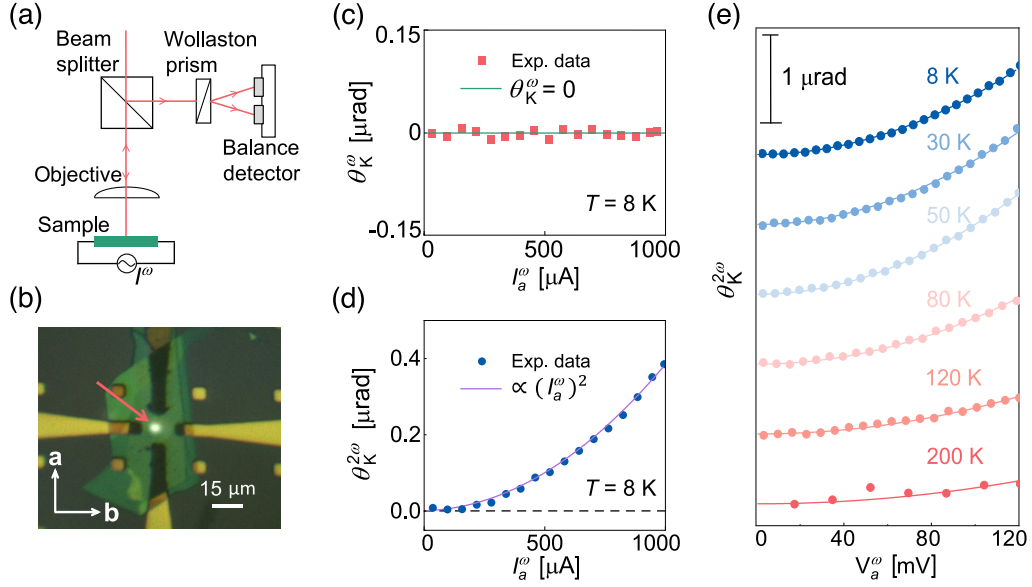 (a)
Beam
splitter
Wollaston
prism
Objective
Balance
detector
Sample
I^ω
(b)
a
b
15 μm
(c)
0.15
0
-0.15
θ_K^ω [μrad]
Exp. data
θ_K^ω = 0
T = 8 K
0
500
1000
I_a^ω [μA]
(d)
0.4
0.2
0.0
θ_K^2ω [μrad]
Exp. data
∝ (I_a^ω)^2
T = 8 K
0
500
1000
I_a^ω [μA]
(e)
1 μrad
θ_K^2ω
8 K
30 K
50 K
80 K
120 K
200 K
0
40
80
120
V_a^ω [mV]